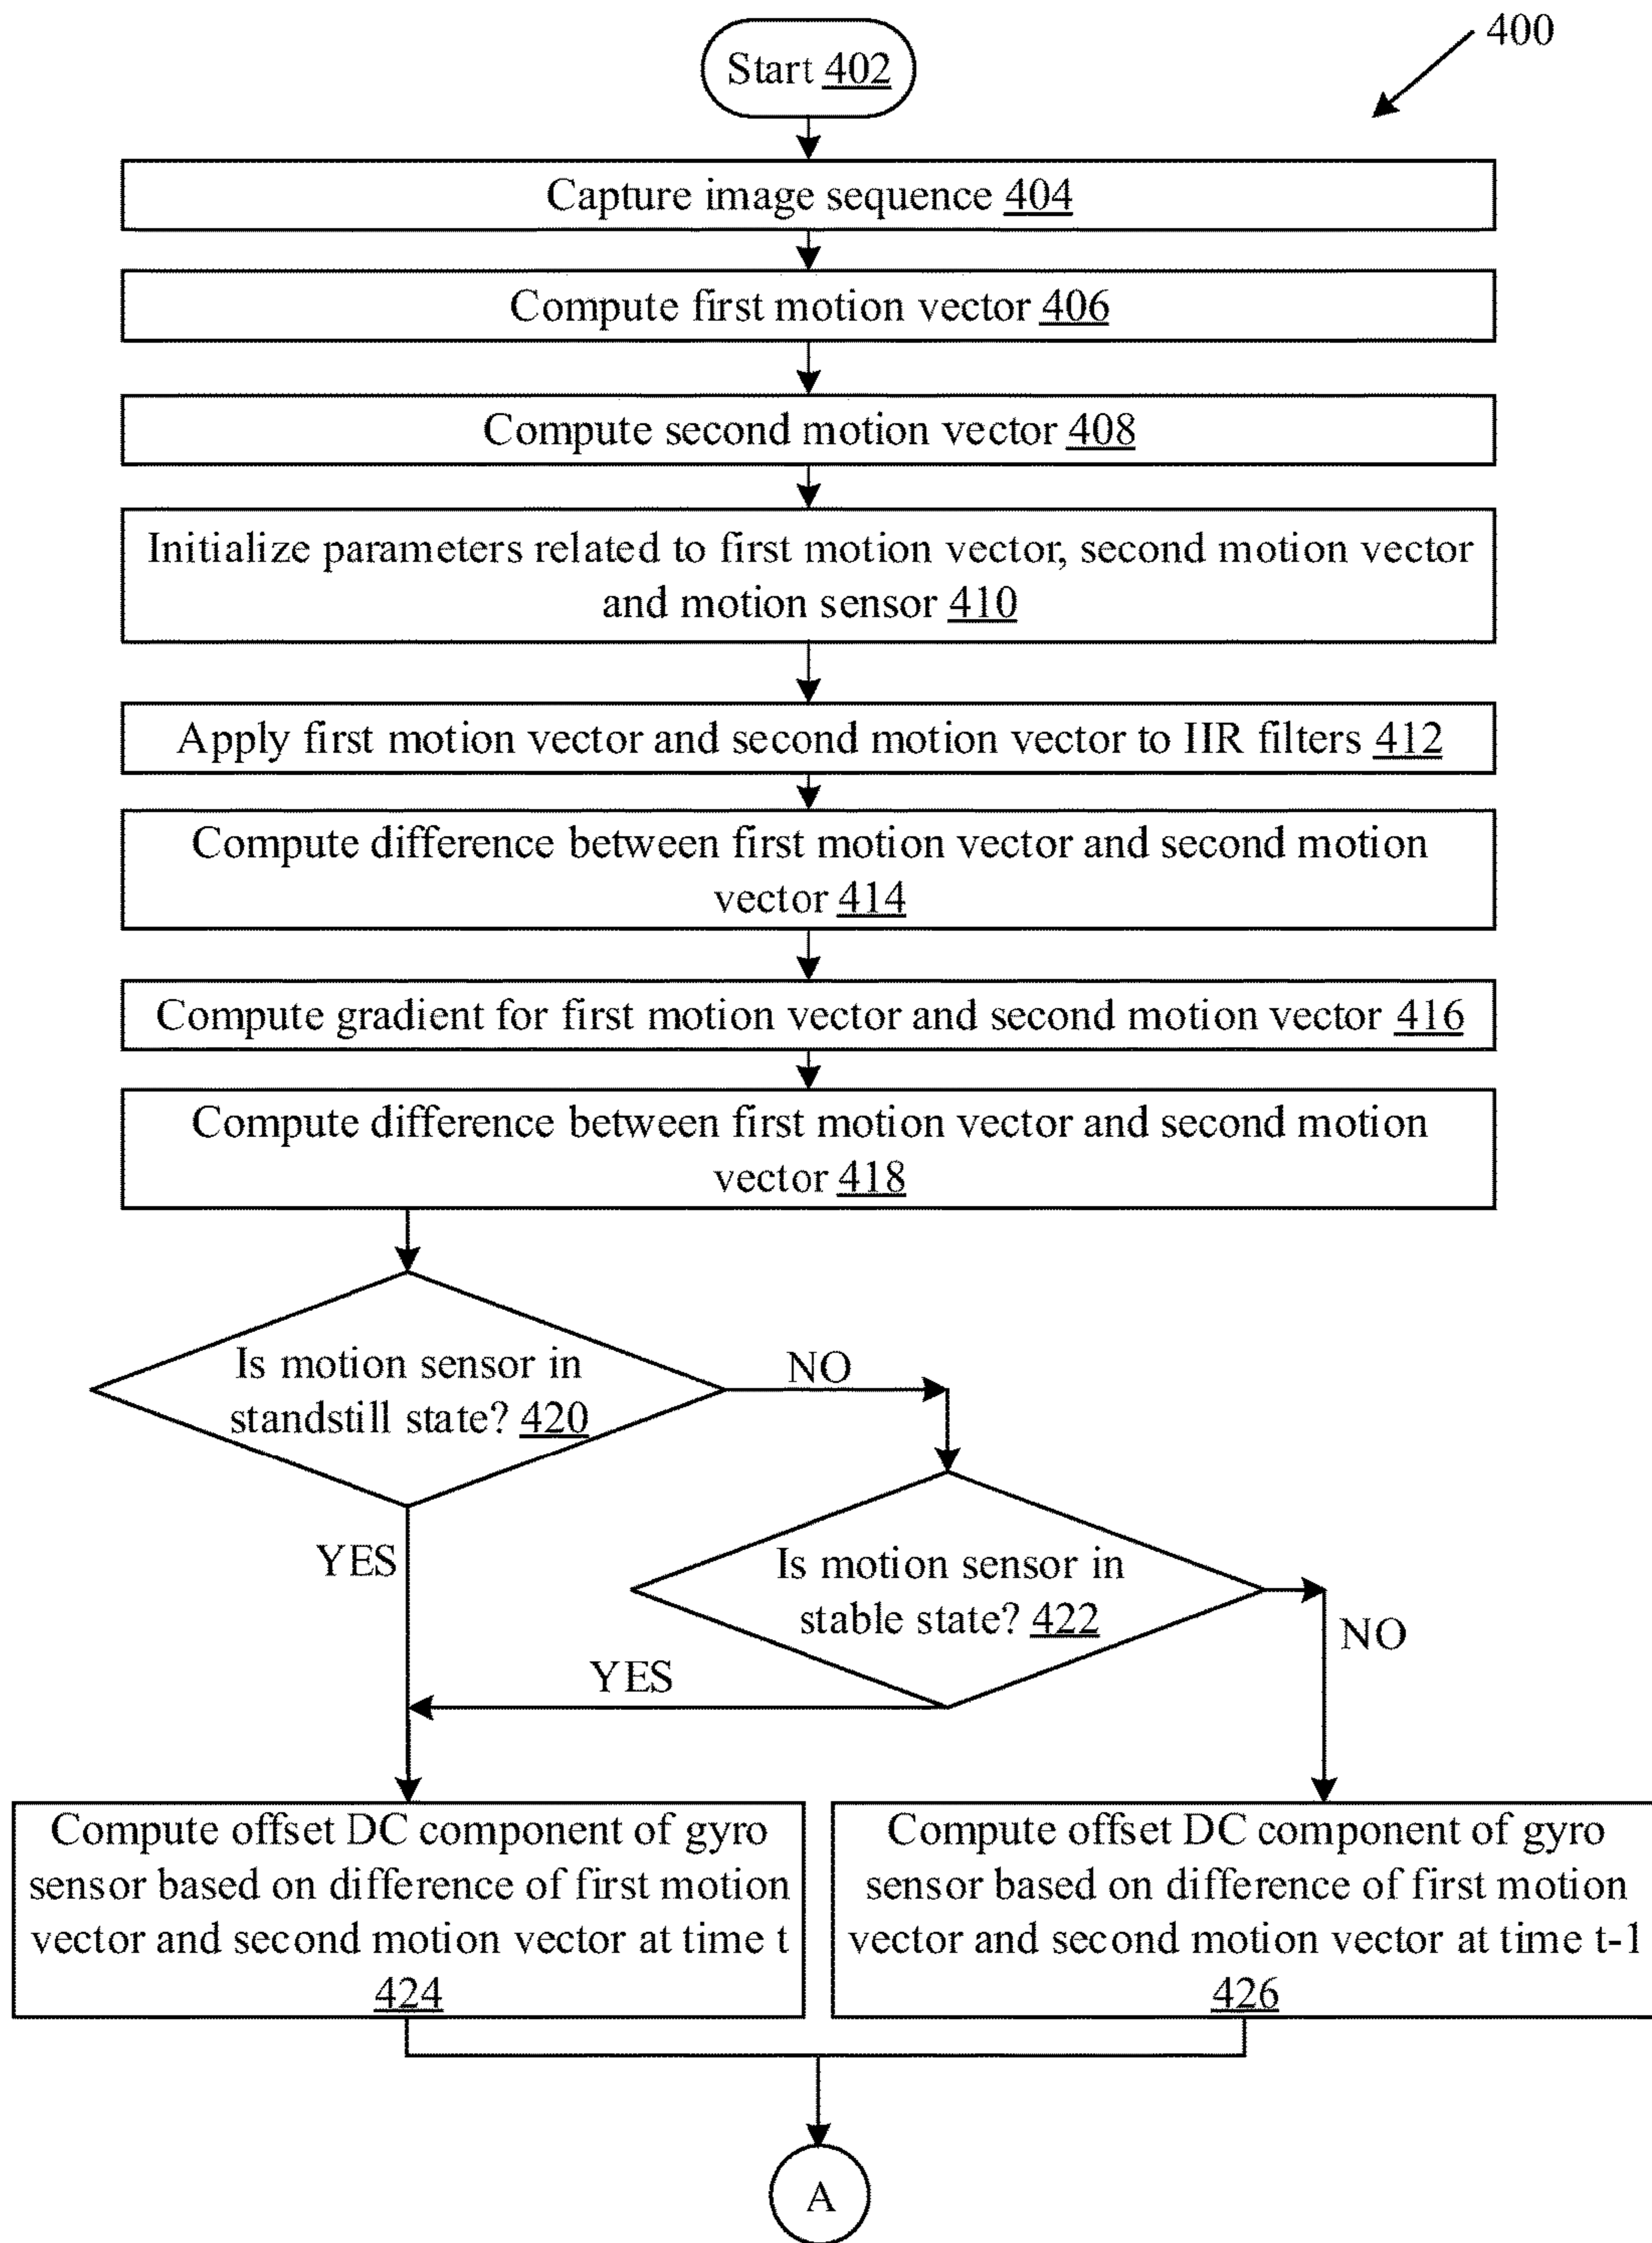 400
Start 402
Capture image sequence 404
Compute first motion vector 406
Compute second motion vector 408
Initialize parameters related to first motion vector, second motion vector
and motion sensor 410
Apply first motion vector and second motion vector to IIR filters 412
Compute difference between first motion vector and second motion
vector 414
Compute gradient for first motion vector and second motion vector 416
Compute difference between first motion vector and second motion
vector 418
Is motion sensor in
standstill state? 420
NO
YES
Is motion sensor in
stable state? 422
NO
YES
Compute offset DC component of gyro
sensor based on difference of first motion
vector and second motion vector at time t
424
Compute offset DC component of gyro
sensor based on difference of first motion
vector and second motion vector at time t-1
426
A